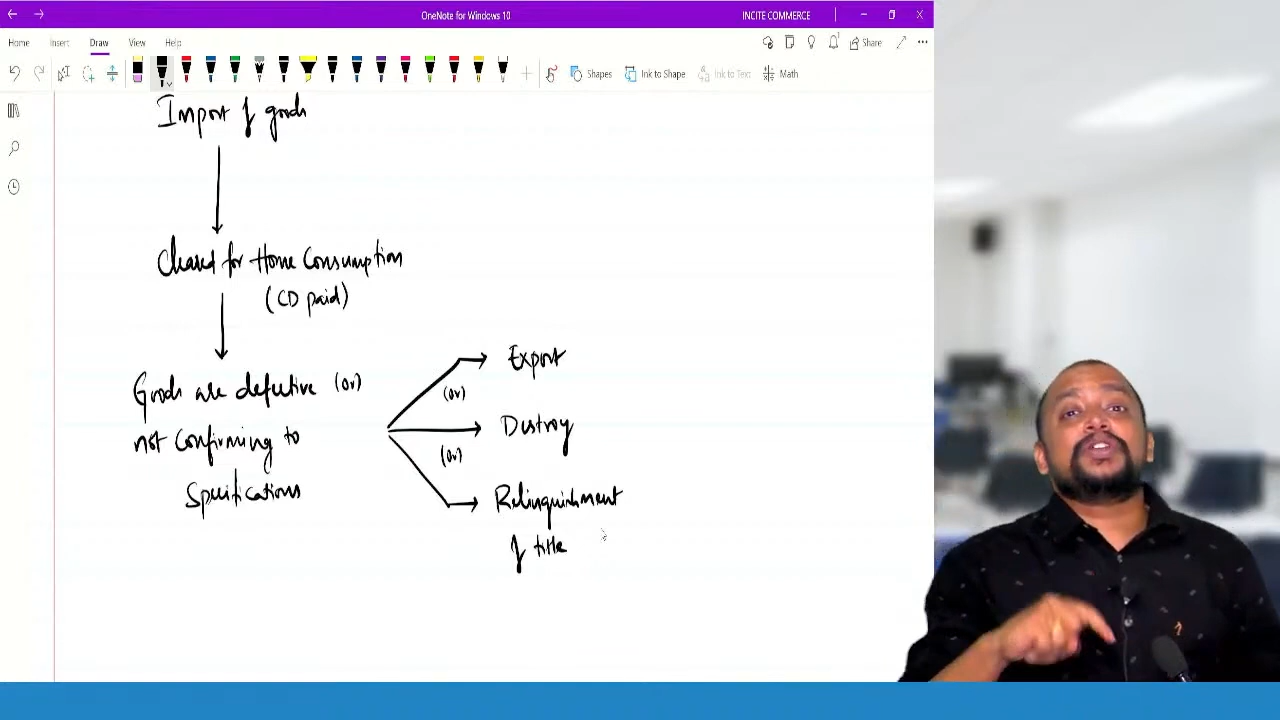 OneNote for Windows 10
INCITE COMMERCE
Home Insert Draw View Help
Share
Shapes
Ink to Shape
Ink to Text
Math
Import of goods
Cleared for Home Consumption
(CD paid)
Goods are defective (or)
not confirming to
Specifications
Export
(or)
Destroy
(or)
Relinquishment
of title